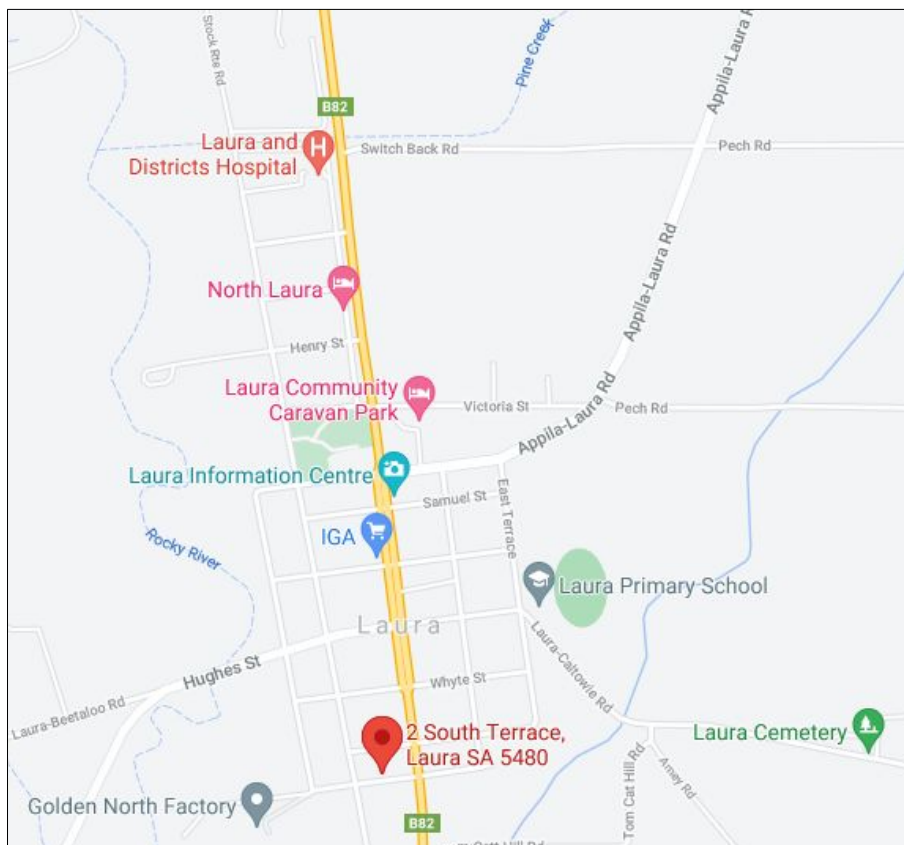 Stock Rte Rd
Pine Creek
Appila-Laura R
B82
Laura and
Districts Hospital
Switch Back Rd
Pech Rd
Appila-Laura Rd
North Laura
Henry St
Laura Community
Caravan Park
Victoria St
Pech Rd
Appila-Laura Rd
Laura Information Centre
Samuel St
East Terrace
IGA
Rocky River
Laura Primary School
Laura
Hughes St
Laura-Caltowie Rd
Laura-Beetaloo Rd
Whyte St
2 South Terrace,
Laura SA 5480
Laura Cemetery
Tom Cat Hill Rd
Amey Rd
Golden North Factory
B82